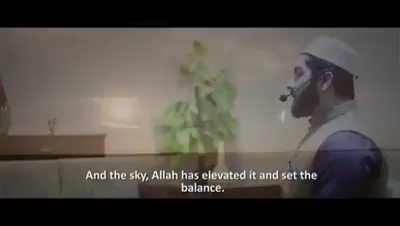 And the sky, Allah has elevated it and set the
balance.